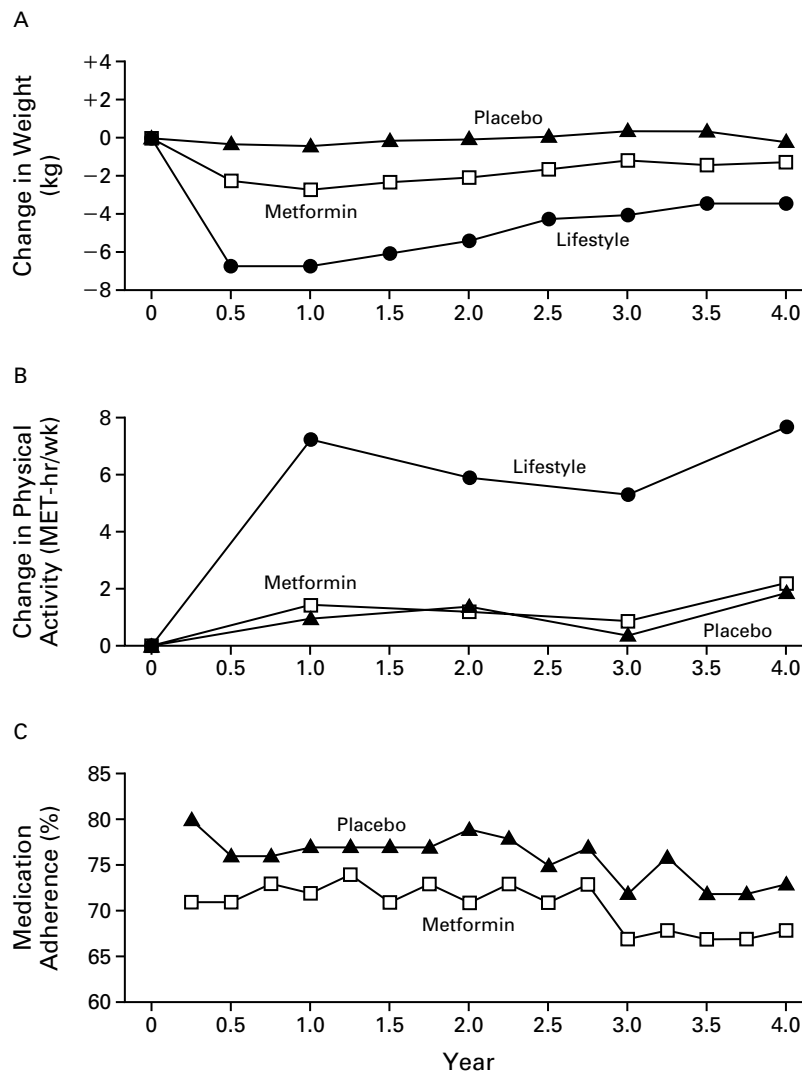 A
+4
+2
0
−2
−4
−6
−8
Change in Weight
(kg)
Placebo
Metformin
Lifestyle
0 0.5 1.0 1.5 2.0 2.5 3.0 3.5 4.0
B
8
6
4
2
0
Change in Physical
Activity (MET-hr/wk)
Lifestyle
Metformin
Placebo
0 0.5 1.0 1.5 2.0 2.5 3.0 3.5 4.0
C
85
80
75
70
65
60
Medication
Adherence (%)
Placebo
Metformin
0 0.5 1.0 1.5 2.0 2.5 3.0 3.5 4.0
Year